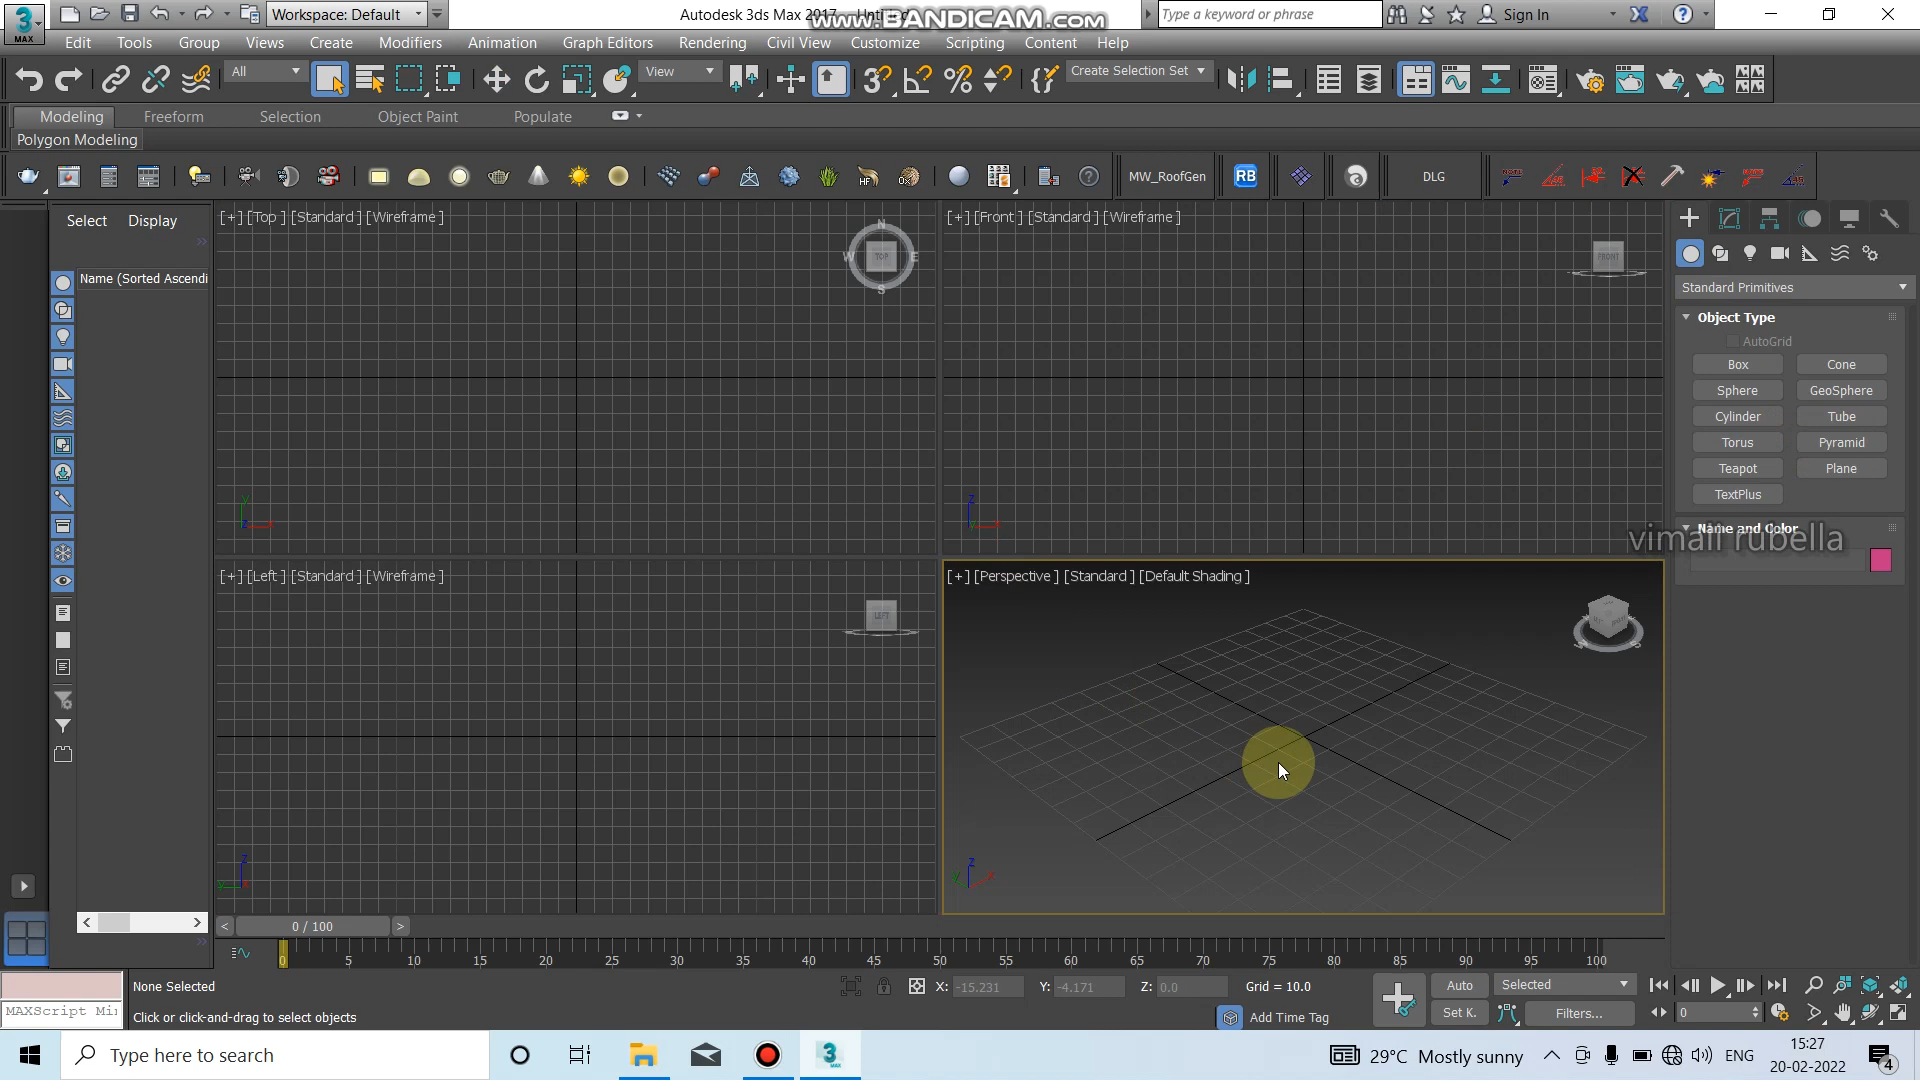 Workspace: Default
Autodesk 3ds Max 2017
www.BANDICAM.com
Type a keyword or phrase
Sign In
MAX
Edit Tools Group Views Create Modifiers Animation Graph Editors Rendering Civil View Customize Scripting Content Help
All
View
Create Selection Set
Modeling Freeform Selection Object Paint Populate
Polygon Modeling
MW_RoofGen
RB
DLG
Select Display
Name (Sorted Ascendi
[+] [Top ] [Standard ] [Wireframe ]
[+] [Front ] [Standard ] [Wireframe ]
[+] [Left ] [Standard ] [Wireframe ]
[+] [Perspective ] [Standard ] [Default Shading ]
N
W TOP E
S
FRONT
LEFT
Standard Primitives
Object Type
AutoGrid
Box Cone
Sphere GeoSphere
Cylinder Tube
Torus Pyramid
Teapot Plane
TextPlus
Name and Color
vimali rubella
< 0 / 100 >
0 5 10 15 20 25 30 35 40 45 50 55 60 65 70 75 80 85 90 95 100
None Selected
X: -15.231 Y: -4.171 Z: 0.0 Grid = 10.0
Auto Selected
MAXScript Mi
Click or click-and-drag to select objects
Add Time Tag
Set K. Filters...
0
Type here to search
29°C Mostly sunny
ENG
15:27
20-02-2022
4